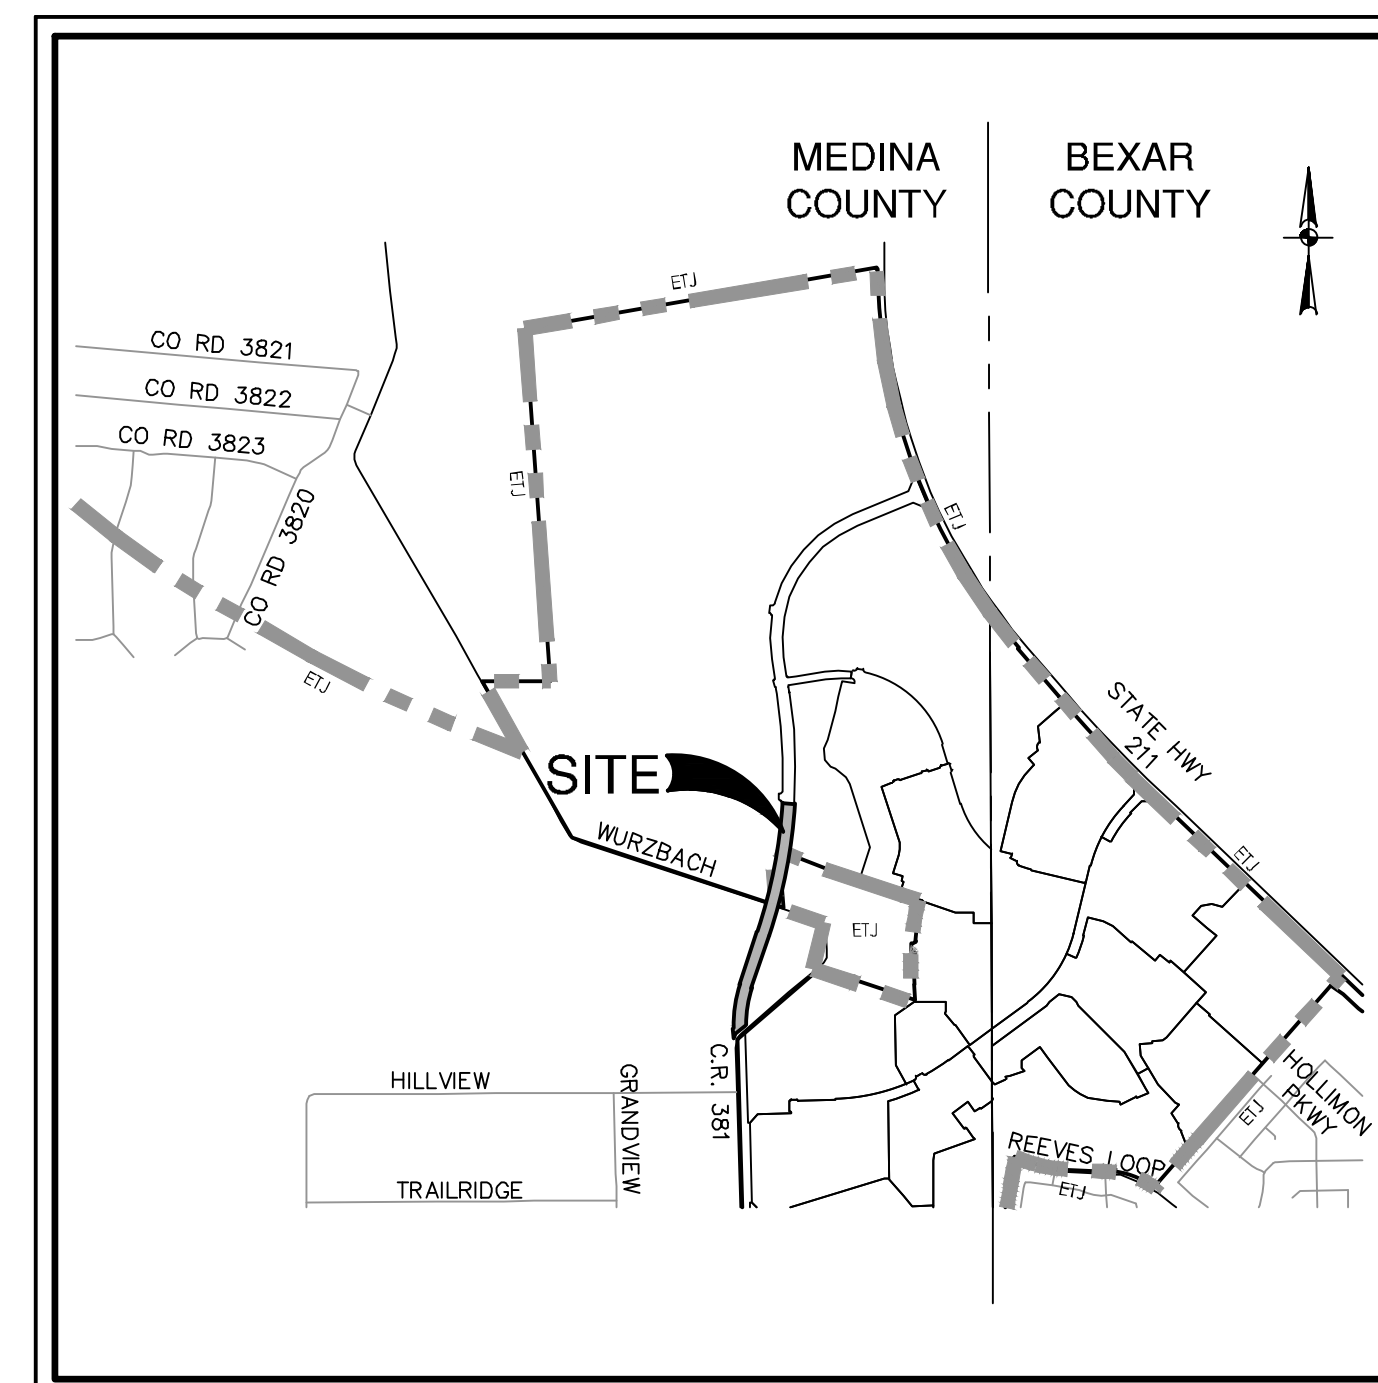 MEDINA
COUNTY
BEXAR
COUNTY
ETJ
CO RD 3821
CO RD 3822
CO RD 3823
ETJ
CO RD 3820
ETJ
ETJ
STATE HWY
211
SITE
WURZBACH
ETJ
ETJ
C.R. 381
HILLVIEW
GRANDVIEW
TRAILRIDGE
HOLLIMON
PKWY
ETJ
REEVES LOOP
ETJ